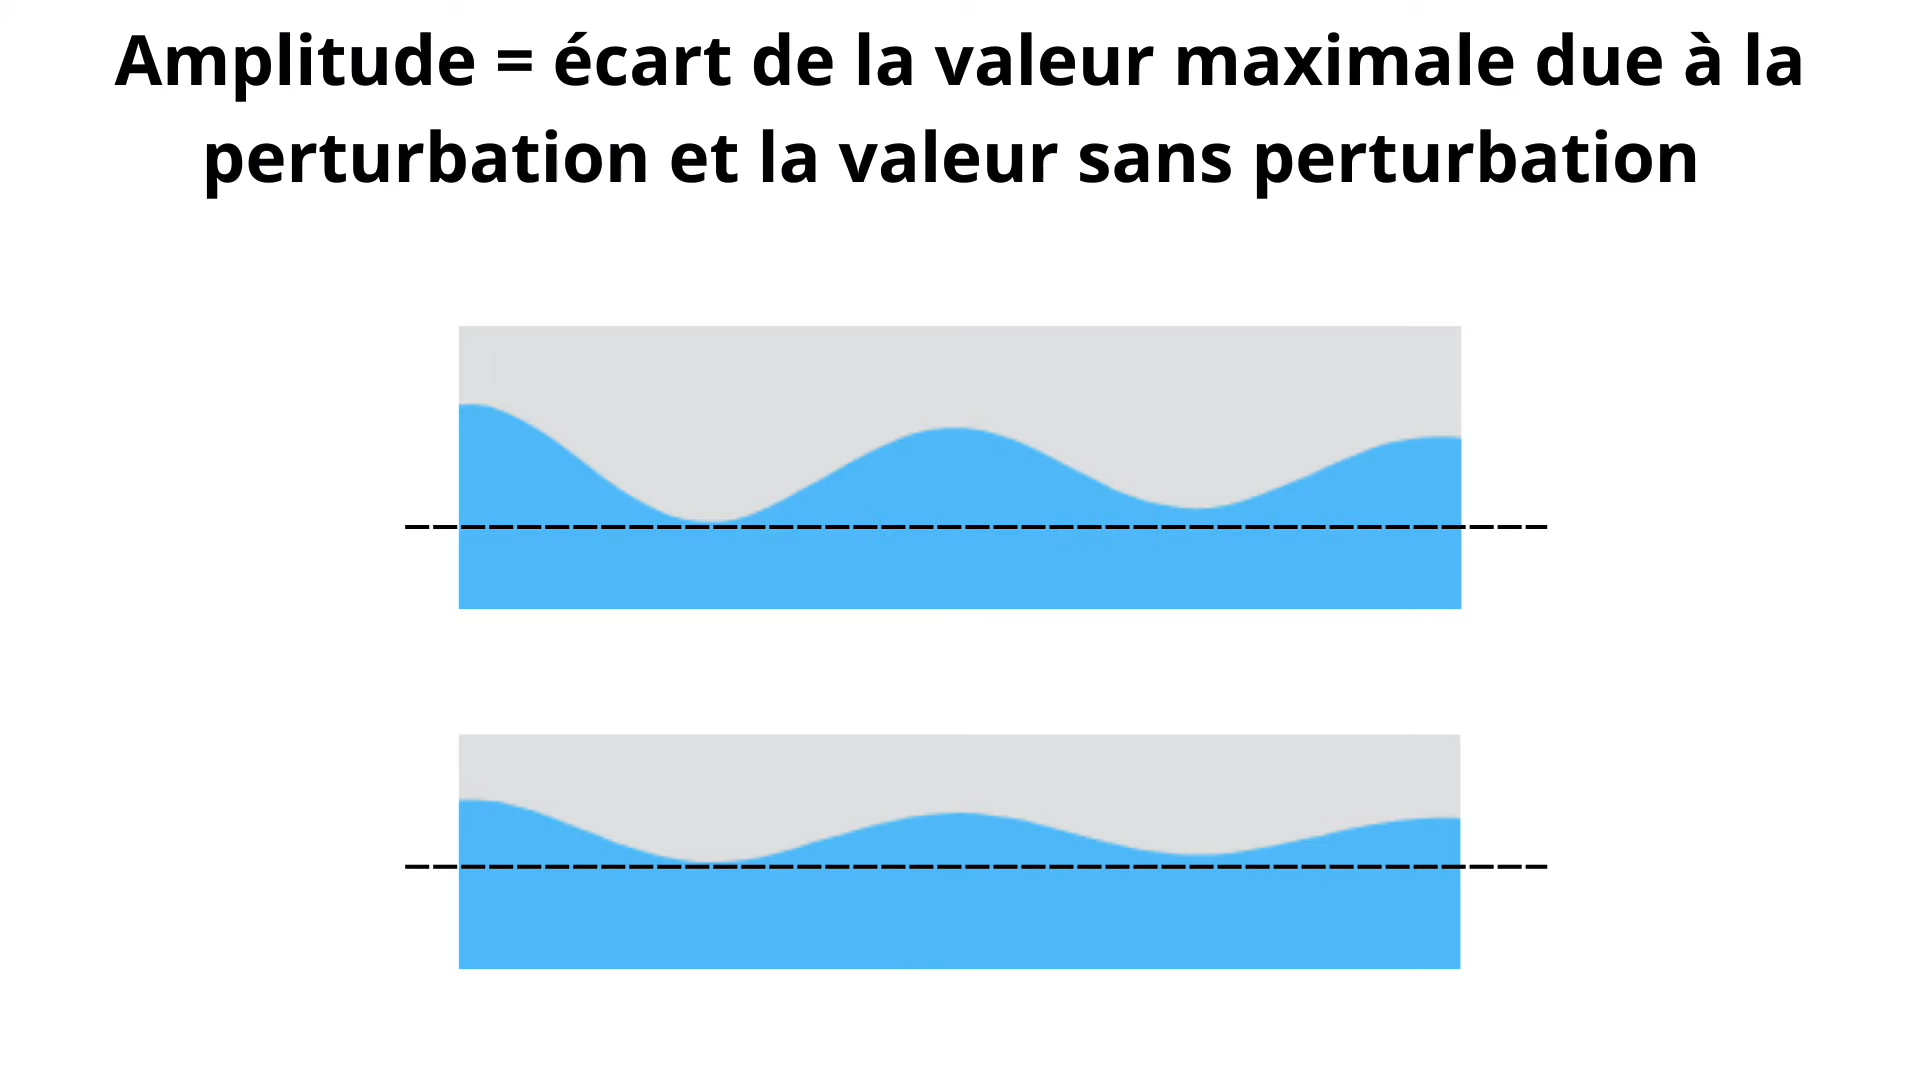 Amplitude = écart de la valeur maximale due à la
perturbation et la valeur sans perturbation